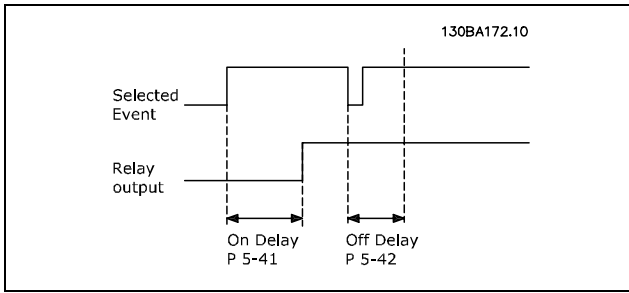 130BA172.10
Selected
Event
Relay
output
On Delay
P 5-41
Off Delay
P 5-42